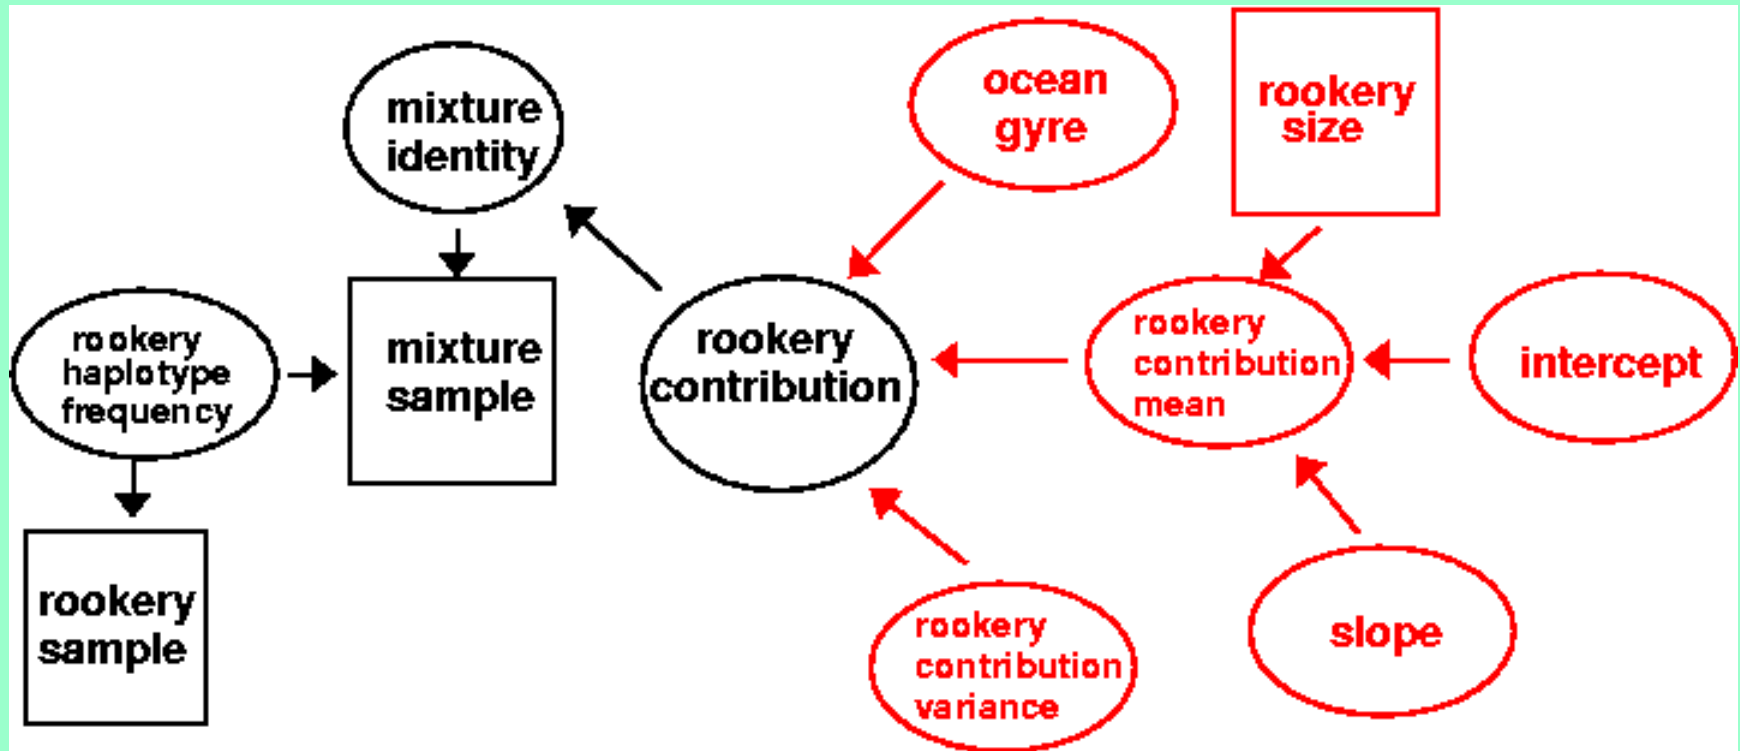 mixture
identity
ocean
gyre
rookery
size
rookery
haplotype
frequency
mixture
sample
rookery
contribution
rookery
contribution
mean
intercept
rookery
sample
rookery
contribution
variance
slope